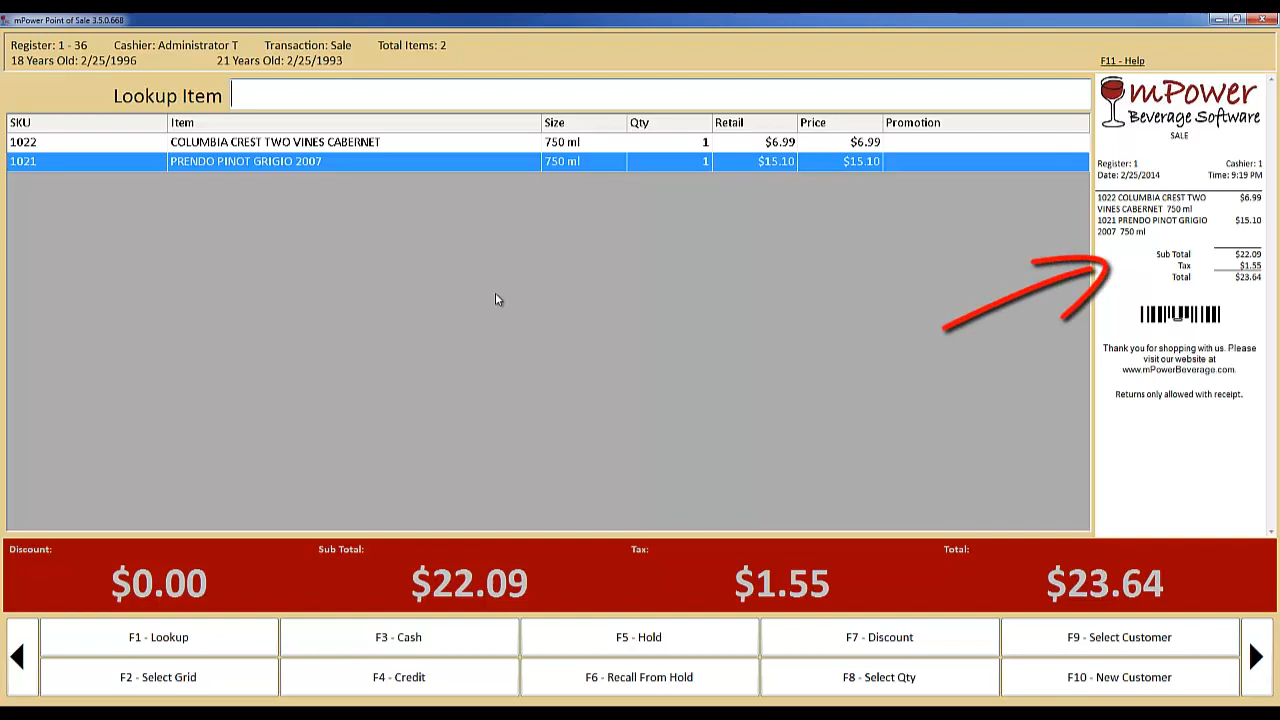 mPower Point of Sale 3.5.0.668
Register: 1 - 36 Cashier: Administrator T Transaction: Sale Total Items: 2
18 Years Old: 2/25/1996 21 Years Old: 2/25/1993
F11 - Help
Lookup Item
SKU Item Size Qty Retail Price Promotion
1022 COLUMBIA CREST TWO VINES CABERNET 750 ml 1 $6.99 $6.99
1021 PRENDO PINOT GRIGIO 2007 750 ml 1 $15.10 $15.10
mPower
Beverage Software
SALE
Register: 1 Cashier: 1
Date: 2/25/2014 Time: 9:19 PM
1022 COLUMBIA CREST TWO $6.99
VINES CABERNET 750 ml
1021 PRENDO PINOT GRIGIO $15.10
2007 750 ml
Sub Total $22.09
Tax $1.55
Total $23.64
Thank you for shopping with us. Please
visit our website at
www.mPowerBeverage.com.
Returns only allowed with receipt.
Discount: Sub Total: Tax: Total:
$0.00 $22.09 $1.55 $23.64
F1 - Lookup F3 - Cash F5 - Hold F7 - Discount F9 - Select Customer
F2 - Select Grid F4 - Credit F6 - Recall From Hold F8 - Select Qty F10 - New Customer